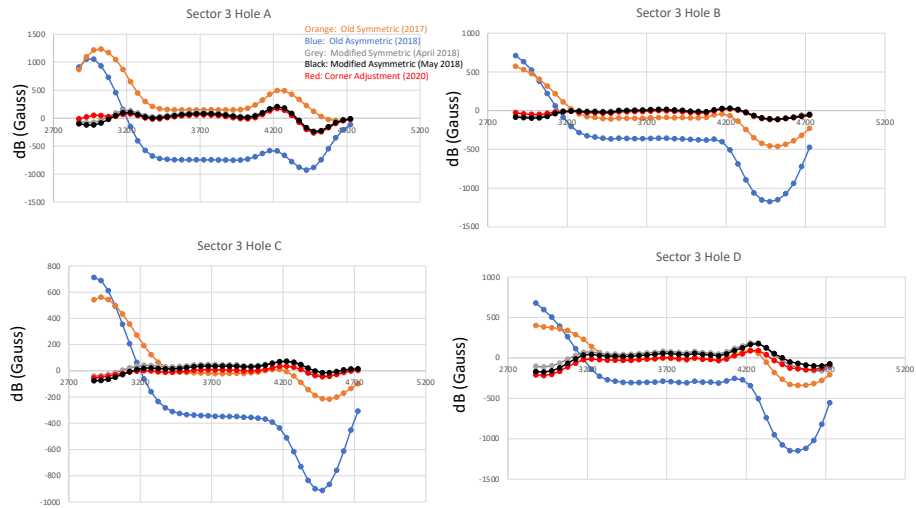 Sector 3 Hole A
Orange: Old Symmetric (2017)
Blue: Old Asymmetric (2018)
Grey: Modified Symmetric (April 2018)
Black: Modified Asymmetric (May 2018)
Red: Corner Adjustment (2020)
dB (Gauss)
1500
1000
500
0
-500
-1000
-1500
2700 3200 3700 4200 4700 5200
Sector 3 Hole B
dB (Gauss)
1000
500
0
-500
-1000
-1500
2700 3200 3700 4200 4700 5200
Sector 3 Hole C
dB (Gauss)
800
600
400
200
0
-200
-400
-600
-800
-1000
2700 3200 3700 4200 4700 5200
Sector 3 Hole D
dB (Gauss)
1000
500
0
-500
-1000
-1500
2700 3200 3700 4200 4700 5200